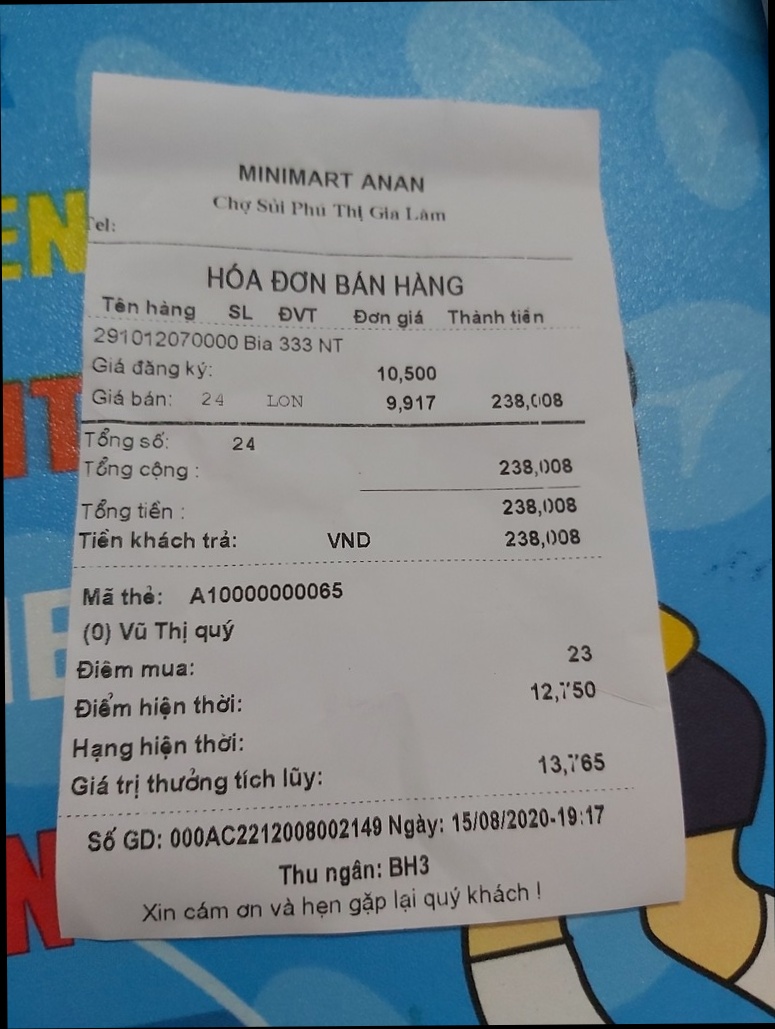 MINIMART ANAN
Chợ Sủi Phú Thị Gia Lâm
Tel:
HÓA ĐƠN BÁN HÀNG
Tên hàng SL ĐVT Đơn giá Thành tiền
291012070000 Bia 333 NT
Giá đăng ký: 10,500
Giá bán: 24 LON 9,917 238,008
Tổng số: 24
Tổng cộng : 238,008
Tổng tiền : 238,008
Tiền khách trả: VND 238,008
Mã thẻ: A10000000065
(0) Vũ Thị quý
Điểm mua: 23
Điểm hiện thời: 12,750
Hạng hiện thời:
Giá trị thưởng tích lũy: 13,765
Số GD: 000AC2212008002149 Ngày: 15/08/2020-19:17
Thu ngân: BH3
Xin cám ơn và hẹn gặp lại quý khách !
EN
N